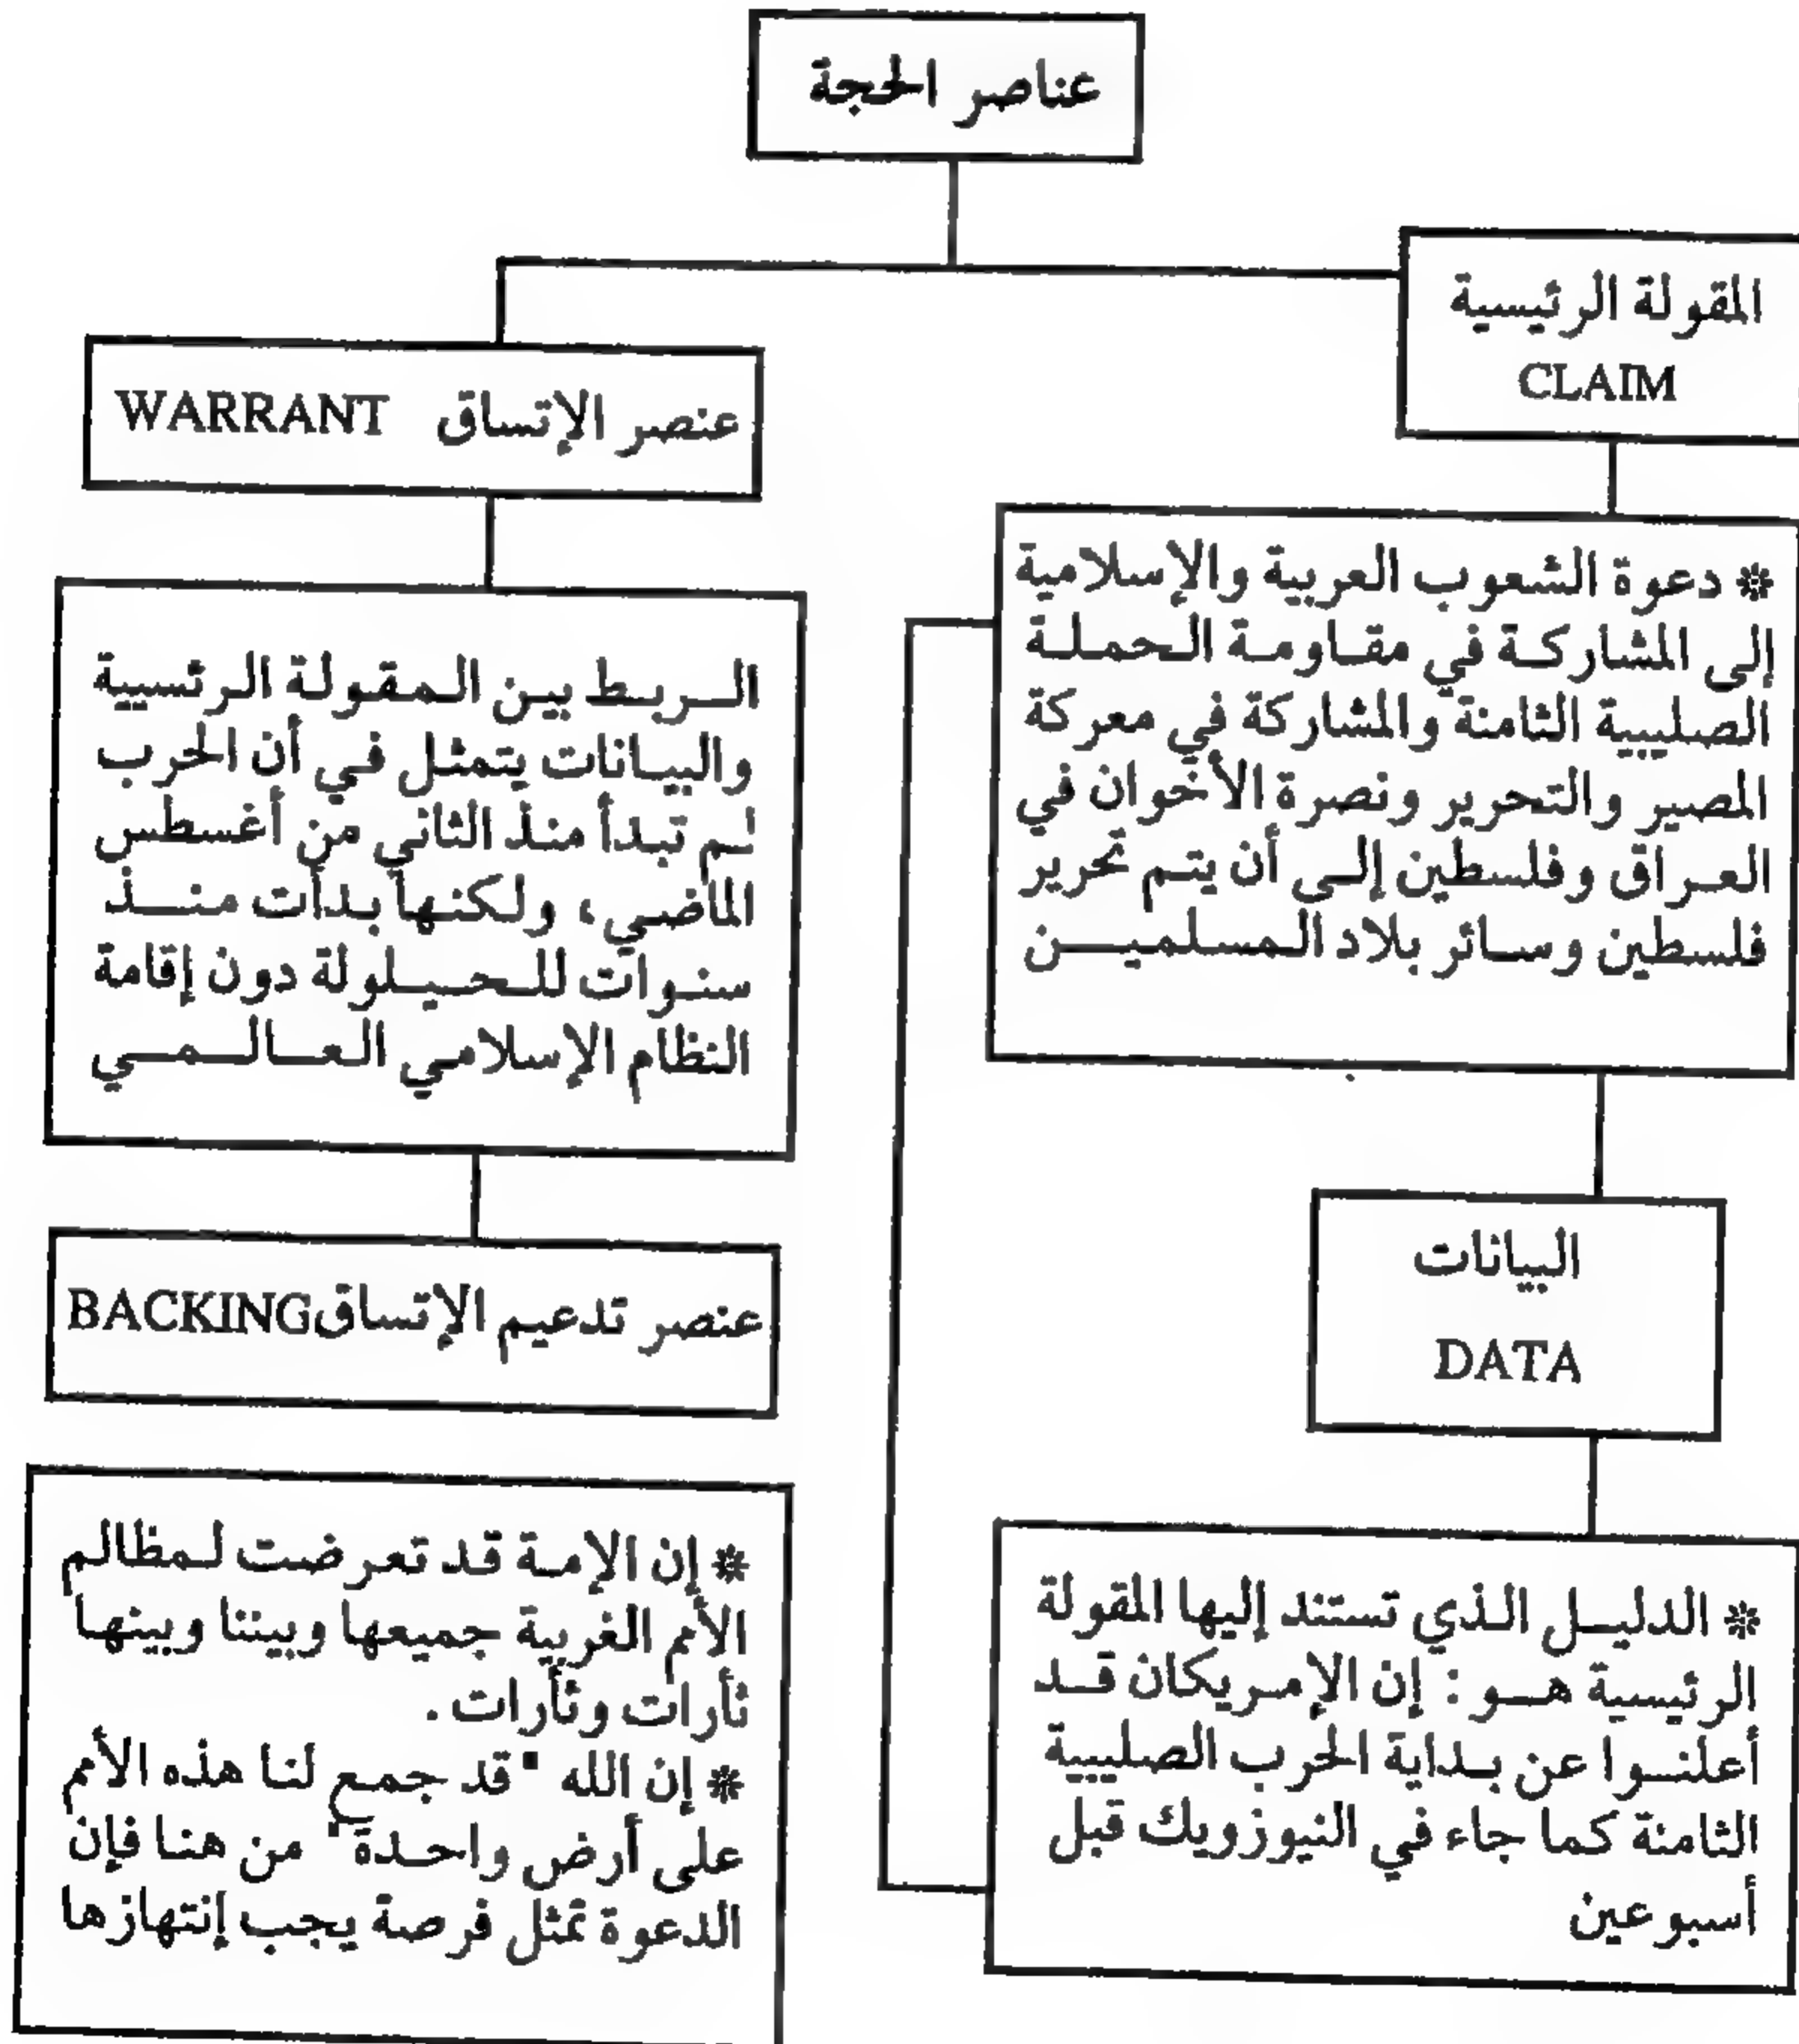 عناصر الحجة
المقولة الرئيسية
CLAIM
* دعوة الشعوب العربية والإسلامية
إلى المشاركة في مقاومة الحملة
الصليبية الثامنة والمشاركة في معركة
المصير والتحرير ونصرة الأخوان في
العراق وفلسطين إلى أن يتم تحرير
فلسطين وسائر بلاد المسلمين
البيانات
DATA
* الدليل الذي تستند إليها المقولة
الرئيسية هو : إن الإمريكان قد
أعلنوا عن بداية الحرب الصليبية
الثامنة كما جاء في النيوزويك قبل
أسبوعين
عنصر الإتساق WARRANT
الربط بين المقولة الرئسيية
والبيانات يتمثل في أن الحرب
لم تبدأ منذ الثاني من أغسطس
الماضي، ولكنها بدأت منذ
سنوات للحيلولة دون إقامة
النظام الإسلامي العالمي
عنصر تدعيم الإتساق BACKING
* إن الإمة قد تعرضت لمظالم
الأمم الغربية جميعها وبيننا وبينها
ثأرات وثأرات .
* إن الله "قد جمع لنا هذه الأمم
على أرض واحدة" من هنا فإن
الدعوة تمثل فرصة يجب إنتهازها